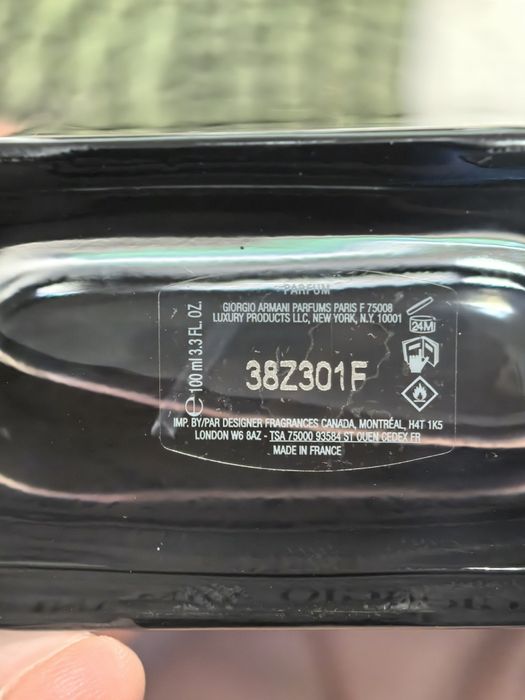 PARFUM
GIORGIO ARMANI PARFUMS PARIS F 75008
LUXURY PRODUCTS LLC, NEW YORK, N.Y. 10001
24M
e 100 ml 3.3 FL. OZ.
38Z301F
IMP. BY/PAR DESIGNER FRAGRANCES CANADA, MONTRÉAL, H4T 1K5
LONDON W6 8AZ - TSA 75000 93584 ST OUEN CEDEX FR
MADE IN FRANCE